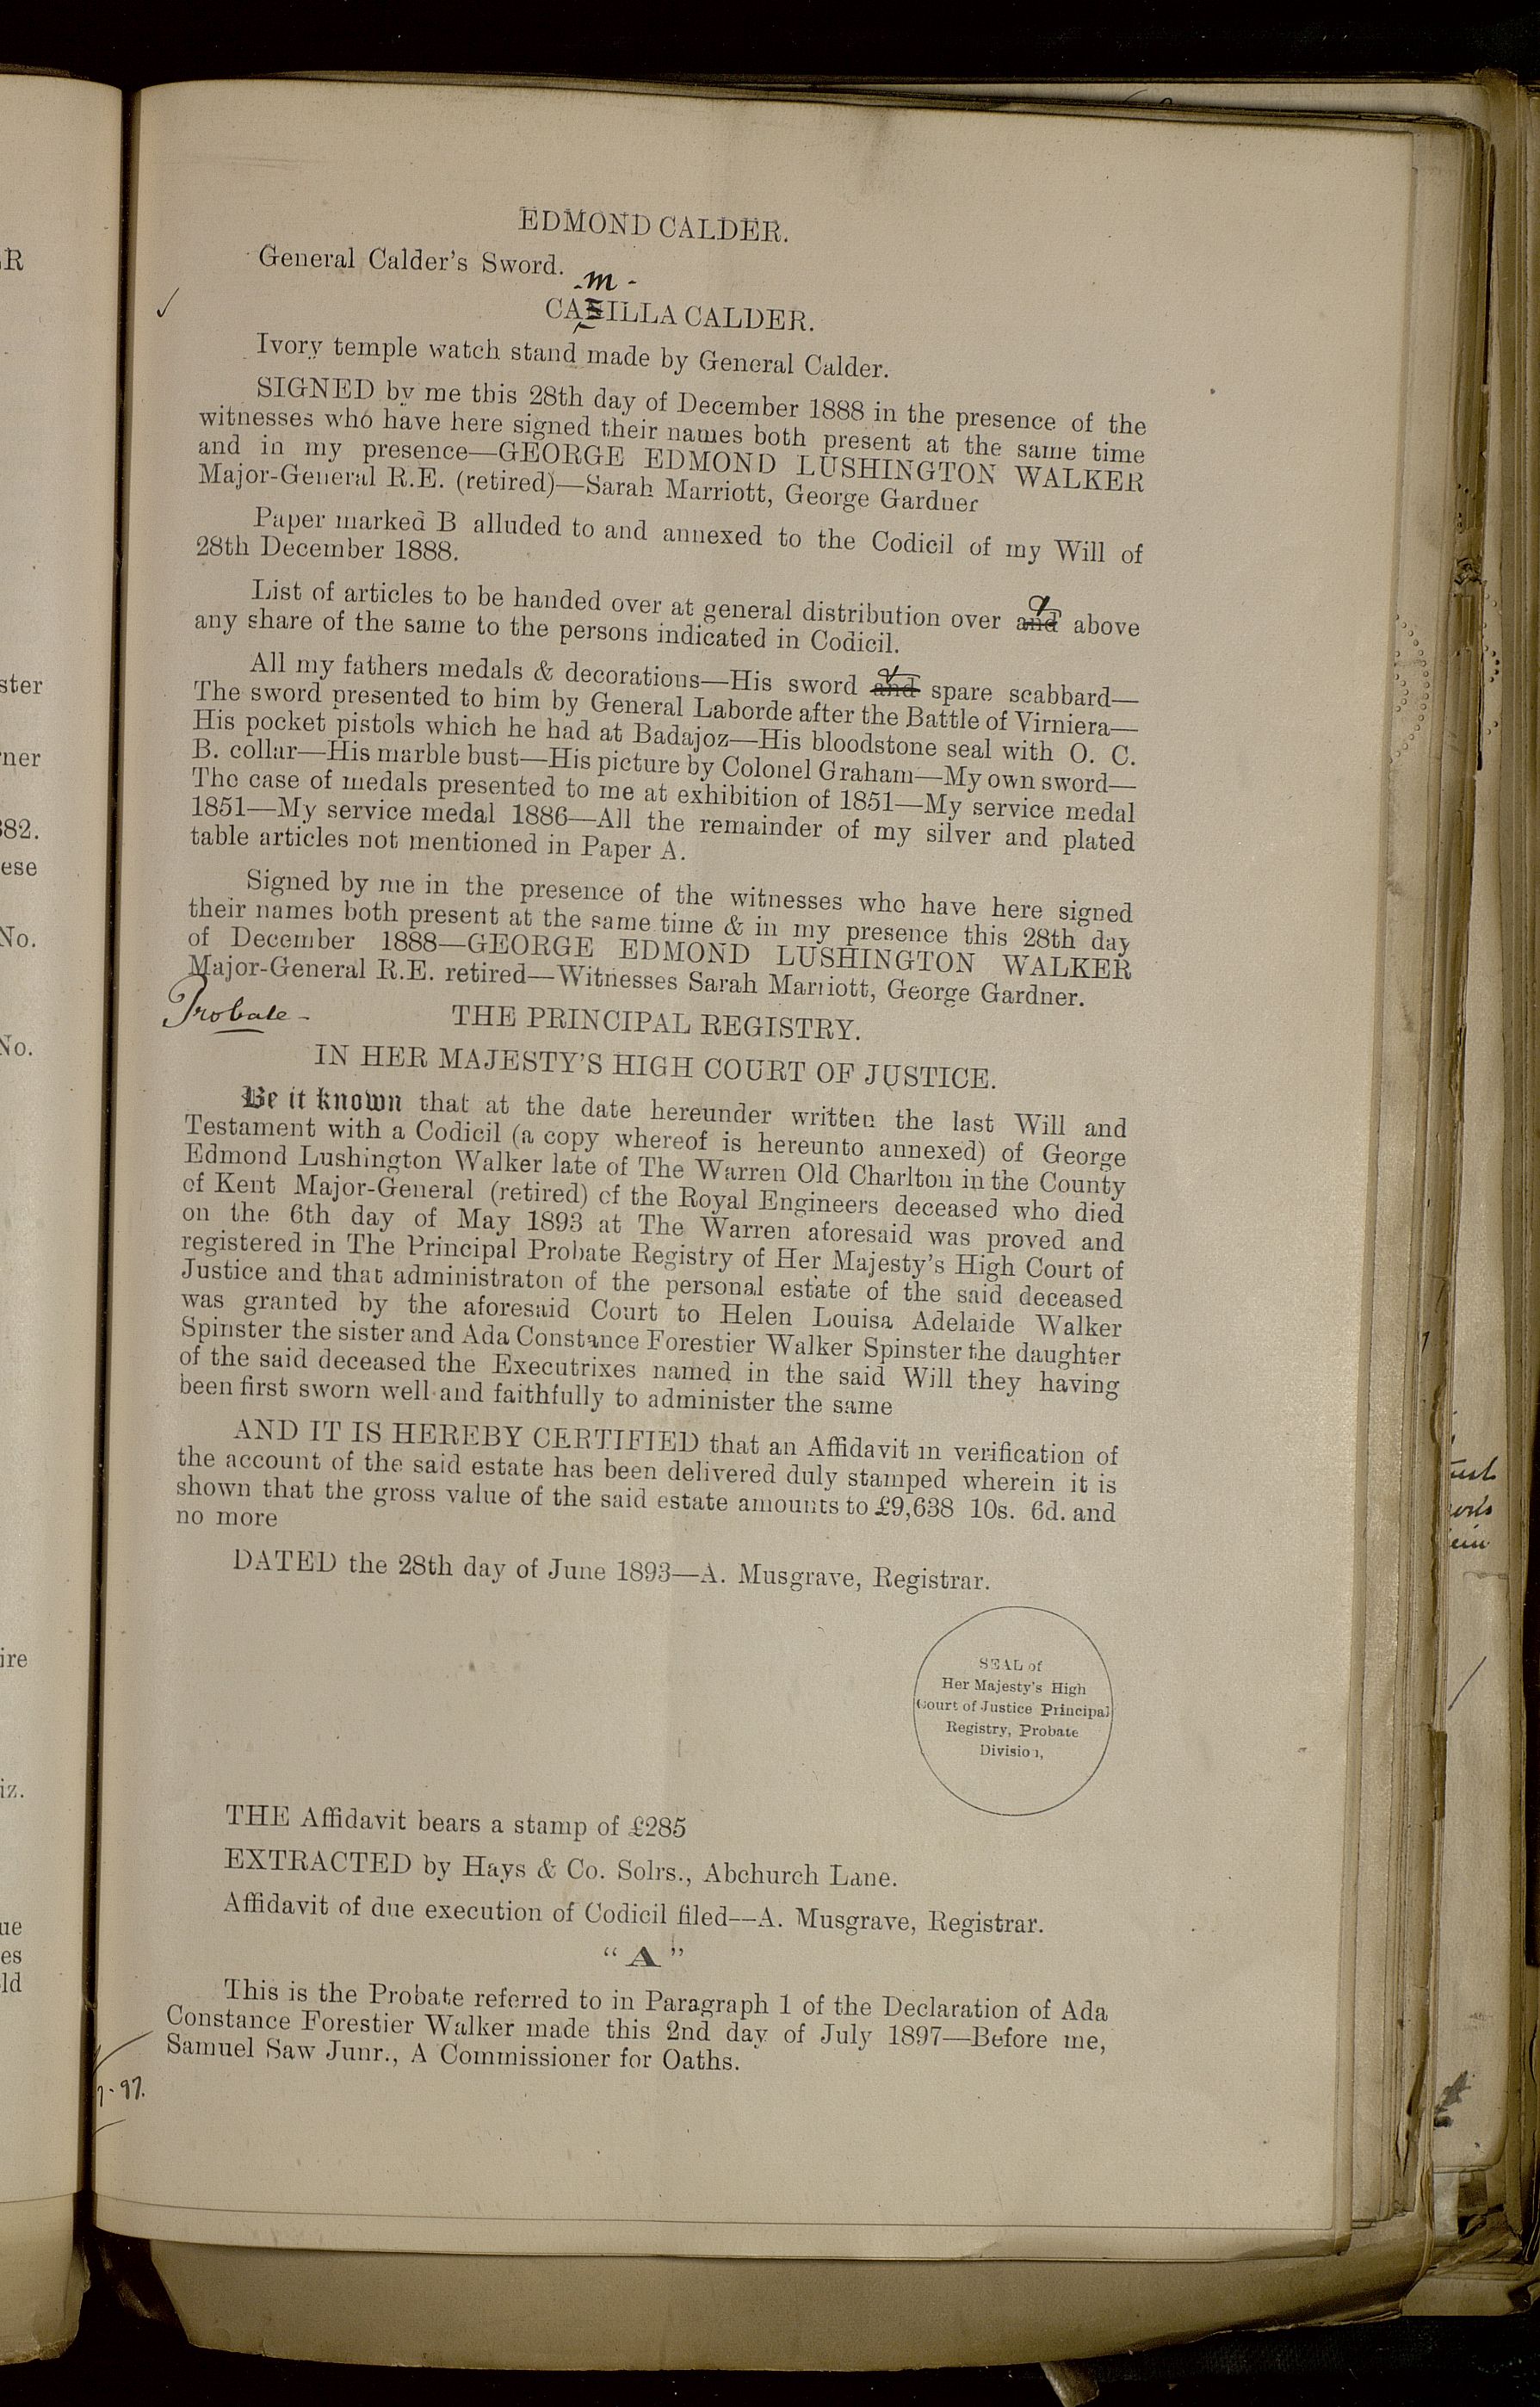 EDMOND CALDER.
General Calder's Sword.
m
CAILLA CALDER.
Ivory temple watch stand made by General Calder.
SIGNED by me this 28th day of December 1888 in the presence of the
witnesses who have here signed their names both present at the same time
and in my presence—GEORGE EDMOND LUSHINGTON WALKER
Major-General R.E. (retired)—Sarah Marriott, George Gardner
Paper marked B alluded to and annexed to the Codicil of my Will of
28th December 1888.
List of articles to be handed over at general distribution over and & above
any share of the same to the persons indicated in Codicil.
All my fathers medals & decorations—His sword and & spare scabbard—
The sword presented to him by General Laborde after the Battle of Virniera—
His pocket pistols which he had at Badajoz—His bloodstone seal with O. C.
B. collar—His marble bust—His picture by Colonel Graham—My own sword—
The case of medals presented to me at exhibition of 1851—My service medal
1851—My service medal 1886—All the remainder of my silver and plated
table articles not mentioned in Paper A.
Signed by me in the presence of the witnesses who have here signed
their names both present at the same time & in my presence this 28th day
of December 1888—GEORGE EDMOND LUSHINGTON WALKER
Major-General R.E. retired—Witnesses Sarah Marriott, George Gardner.
Probate -
THE PRINCIPAL REGISTRY.
IN HER MAJESTY'S HIGH COURT OF JUSTICE.
Be it known that at the date hereunder written the last Will and
Testament with a Codicil (a copy whereof is hereunto annexed) of George
Edmond Lushington Walker late of The Warren Old Charlton in the County
of Kent Major-General (retired) of the Royal Engineers deceased who died
on the 6th day of May 1893 at The Warren aforesaid was proved and
registered in The Principal Probate Registry of Her Majesty's High Court of
Justice and that administraton of the personal estate of the said deceased
was granted by the aforesaid Court to Helen Louisa Adelaide Walker
Spinster the sister and Ada Constance Forestier Walker Spinster the daughter
of the said deceased the Executrixes named in the said Will they having
been first sworn well and faithfully to administer the same
AND IT IS HEREBY CERTIFIED that an Affidavit in verification of
the account of the said estate has been delivered duly stamped wherein it is
shown that the gross value of the said estate amounts to £9,638 10s. 6d. and
no more
DATED the 28th day of June 1893—A. Musgrave, Registrar.
SEAL of
Her Majesty's High
Court of Justice Principal
Registry, Probate
Division,
THE Affidavit bears a stamp of £285
EXTRACTED by Hays & Co. Solrs., Abchurch Lane.
Affidavit of due execution of Codicil filed—A. Musgrave, Registrar.
"A"
This is the Probate referred to in Paragraph 1 of the Declaration of Ada
Constance Forestier Walker made this 2nd day of July 1897—Before me,
Samuel Saw Junr., A Commissioner for Oaths.